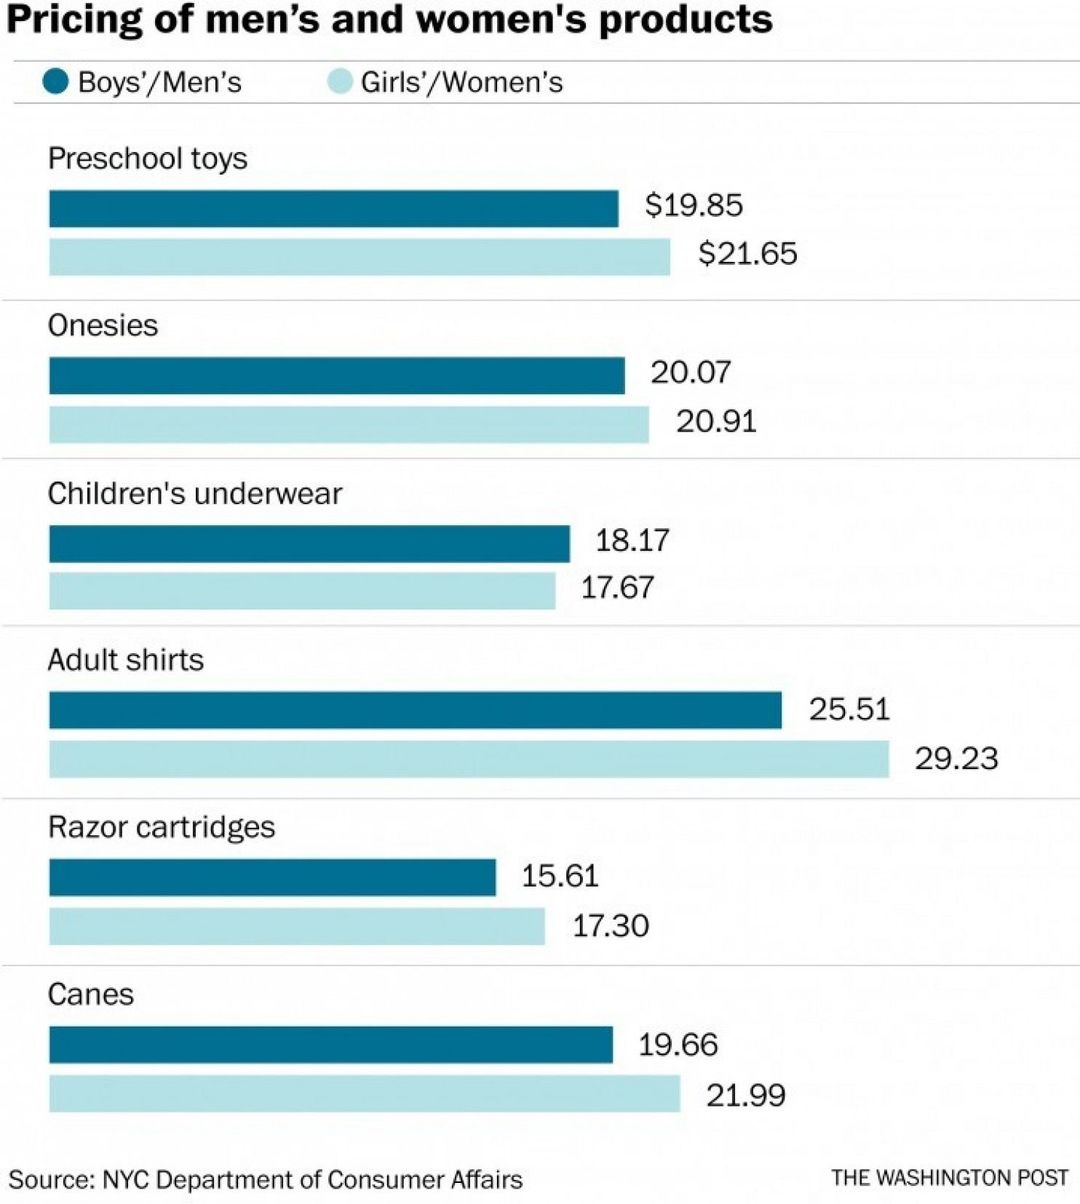 Pricing of men’s and women's products
Boys’/Men’s Girls’/Women’s
Preschool toys
$19.85
$21.65
Onesies
20.07
20.91
Children's underwear
18.17
17.67
Adult shirts
25.51
29.23
Razor cartridges
15.61
17.30
Canes
19.66
21.99
Source: NYC Department of Consumer Affairs THE WASHINGTON POST